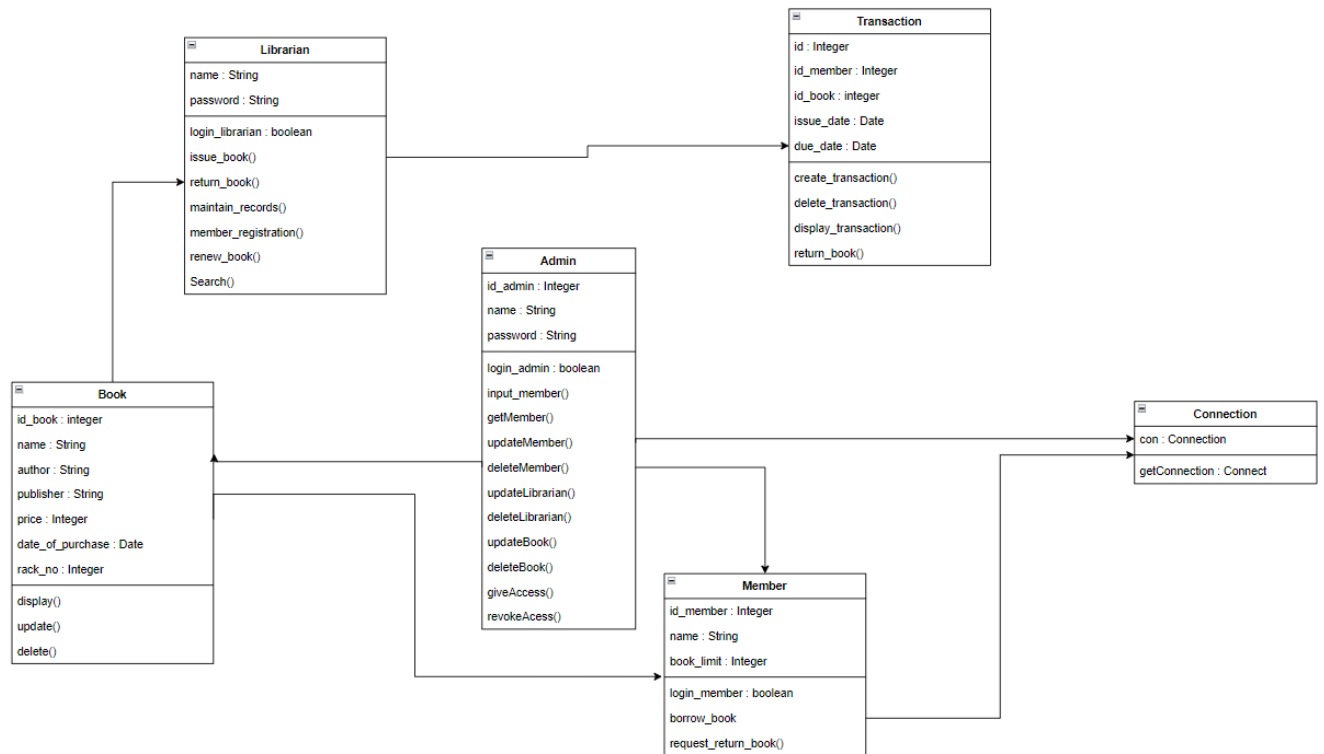 Librarian
name : String
password : String
login_librarian : boolean
issue_book()
return_book()
maintain_records()
member_registration()
renew_book()
Search()
Transaction
id : Integer
id_member : Integer
id_book : integer
issue_date : Date
due_date : Date
create_transaction()
delete_transaction()
display_transaction()
return_book()
Admin
id_admin : Integer
name : String
password : String
login_admin : boolean
input_member()
getMember()
updateMember()
deleteMember()
updateLibrarian()
deleteLibrarian()
updateBook()
deleteBook()
giveAccess()
revokeAcess()
Book
id_book : integer
name : String
author : String
publisher : String
price : Integer
date_of_purchase : Date
rack_no : Integer
display()
update()
delete()
Connection
con : Connection
getConnection : Connect
Member
id_member : Integer
name : String
book_limit : Integer
login_member : boolean
borrow_book
request_return_book()